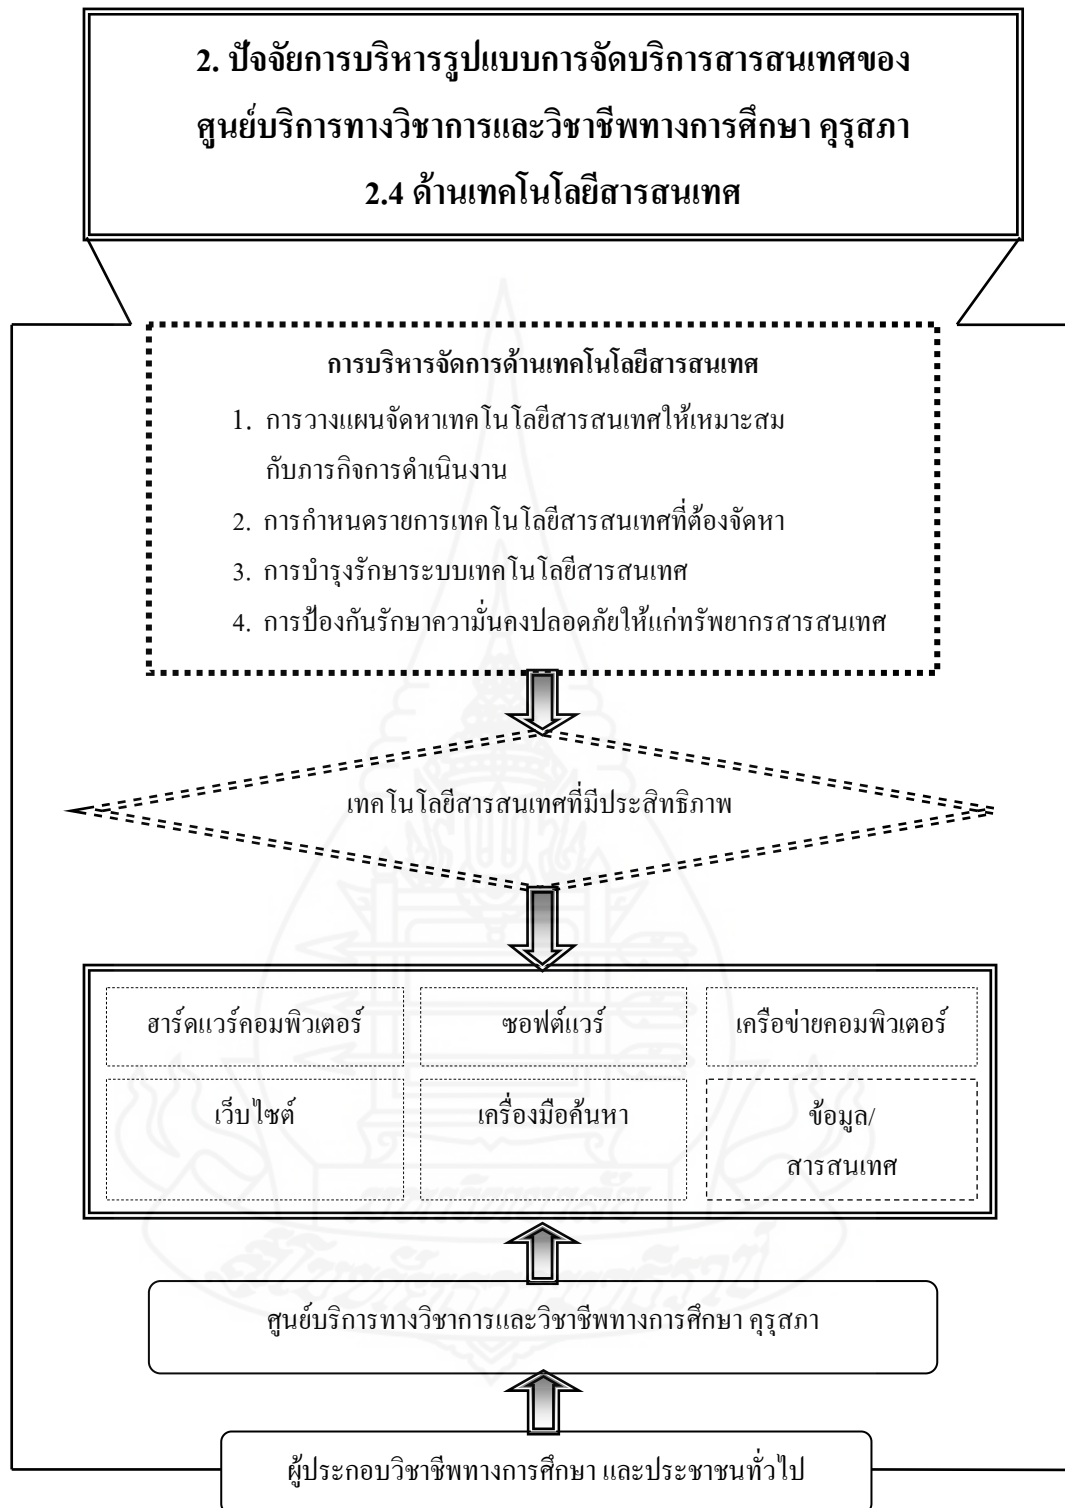 2. ปัจจัยการบริหารรูปแบบการจัดบริการสารสนเทศของ
ศูนย์บริการทางวิชาการและวิชาชีพทางการศึกษา คุรุสภา
2.4 ด้านเทคโนโลยีสารสนเทศ
การบริหารจัดการด้านเทคโนโลยีสารสนเทศ
1. การวางแผนจัดหาเทคโนโลยีสารสนเทศให้เหมาะสม
กับภารกิจการดำเนินงาน
2. การกำหนดรายการเทคโนโลยีสารสนเทศที่ต้องจัดหา
3. การบำรุงรักษาระบบเทคโนโลยีสารสนเทศ
4. การป้องกันรักษาความั่นคงปลอดภัยให้แก่ทรัพยากรสารสนเทศ
เทคโนโลยีสารสนเทศที่มีประสิทธิภาพ
ฮาร์ดแวร์คอมพิวเตอร์ ซอฟต์แวร์ เครือข่ายคอมพิวเตอร์
เว็บไซต์ เครื่องมือค้นหา ข้อมูล/
สารสนเทศ
ศูนย์บริการทางวิชาการและวิชาชีพทางการศึกษา คุรุสภา
ผู้ประกอบวิชาชีพทางการศึกษา และประชาชนทั่วไป